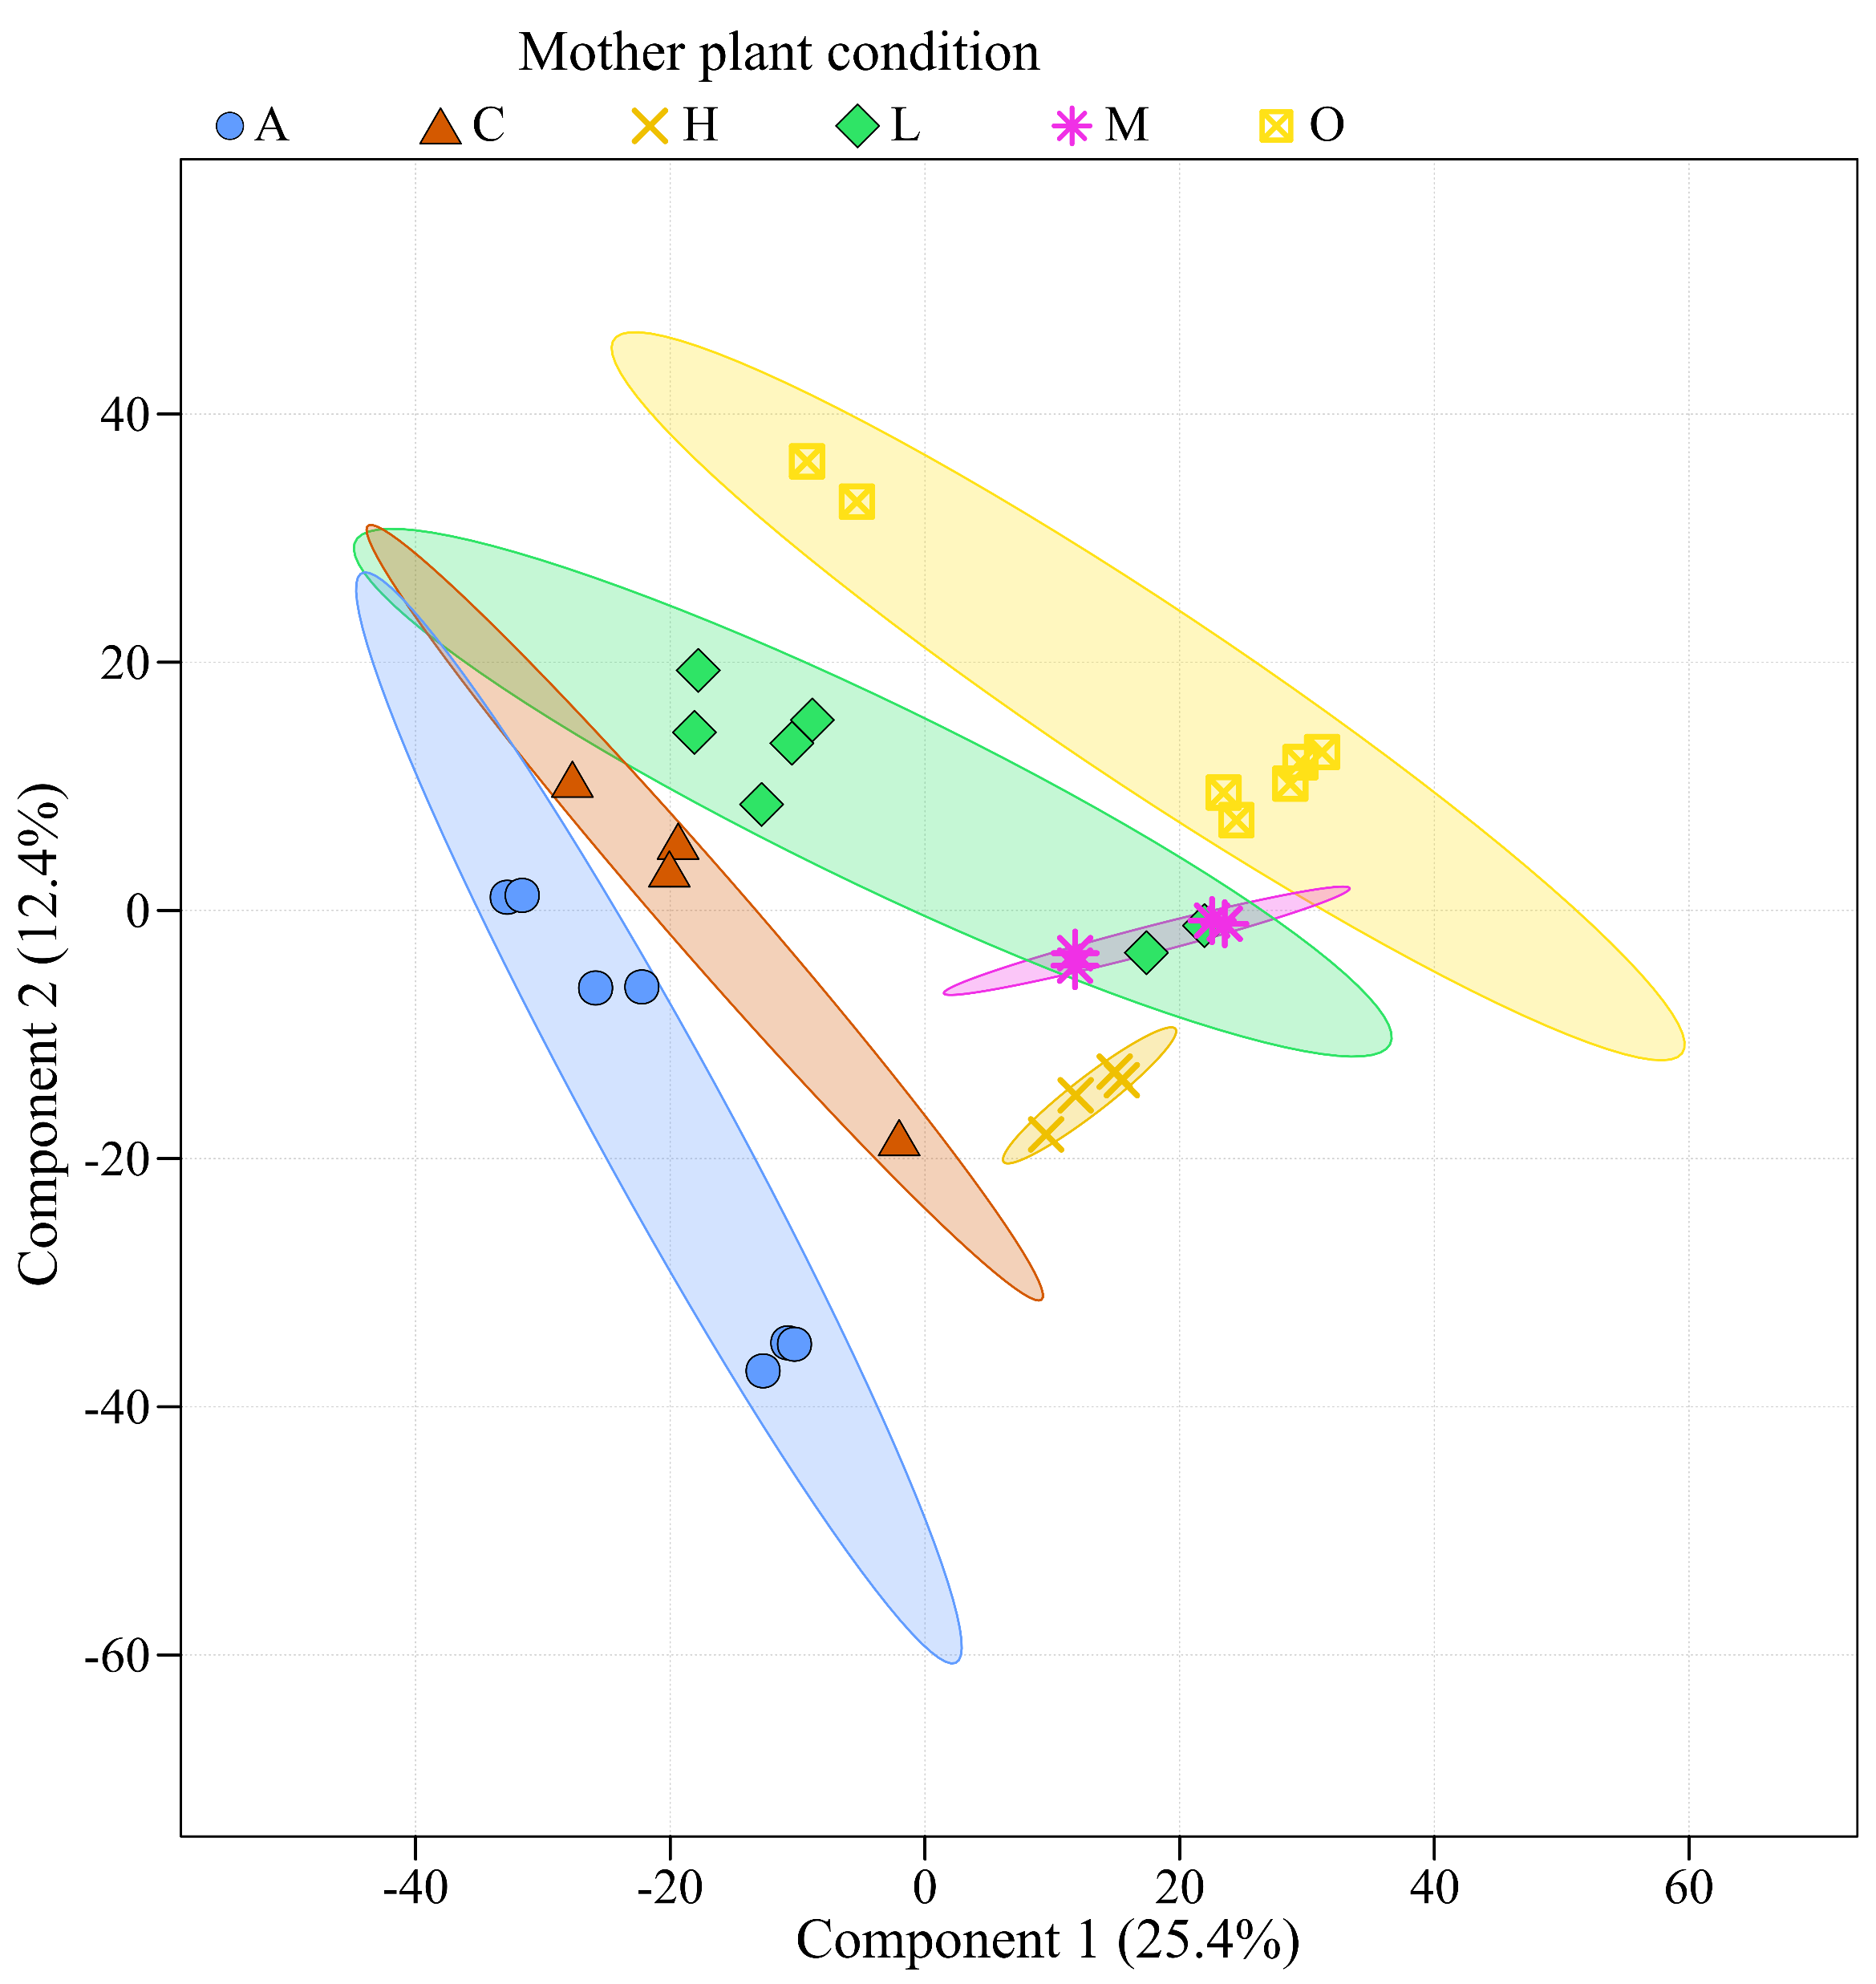 Mother plant condition
A C H L M O
40
20
0
-20
-40
-60
Component 2 (12.4%)
-40 -20 0 20 40 60
Component 1 (25.4%)